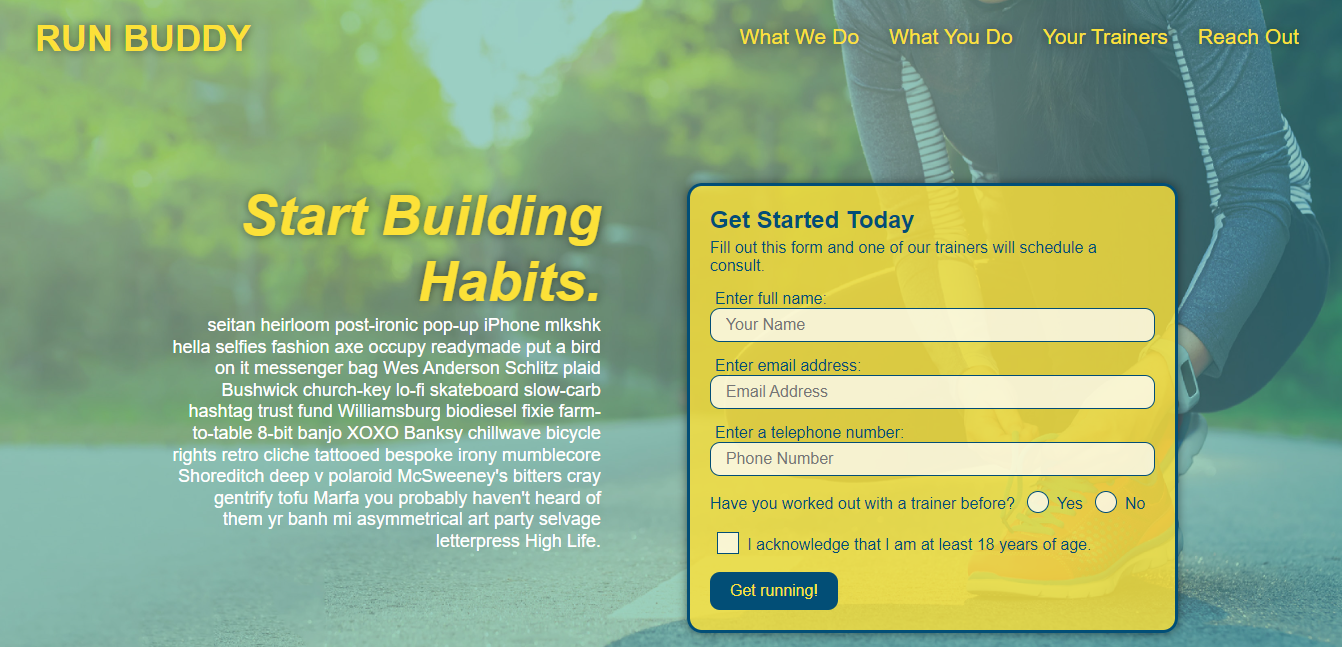 RUN BUDDY
What We Do
What You Do
Your Trainers
Reach Out
Start Building
Habits.
seitan heirloom post-ironic pop-up iPhone mlkshk
hella selfies fashion axe occupy readymade put a bird
on it messenger bag Wes Anderson Schlitz plaid
Bushwick church-key lo-fi skateboard slow-carb
hashtag trust fund Williamsburg biodiesel fixie farm-
to-table 8-bit banjo XOXO Banksy chillwave bicycle
rights retro cliche tattooed bespoke irony mumblecore
Shoreditch deep v polaroid McSweeney's bitters cray
gentrify tofu Marfa you probably haven't heard of
them yr banh mi asymmetrical art party selvage
letterpress High Life.
Get Started Today
Fill out this form and one of our trainers will schedule a
consult.
Enter full name:
Your Name
Enter email address:
Email Address
Enter a telephone number:
Phone Number
Have you worked out with a trainer before? Yes No
I acknowledge that I am at least 18 years of age.
Get running!